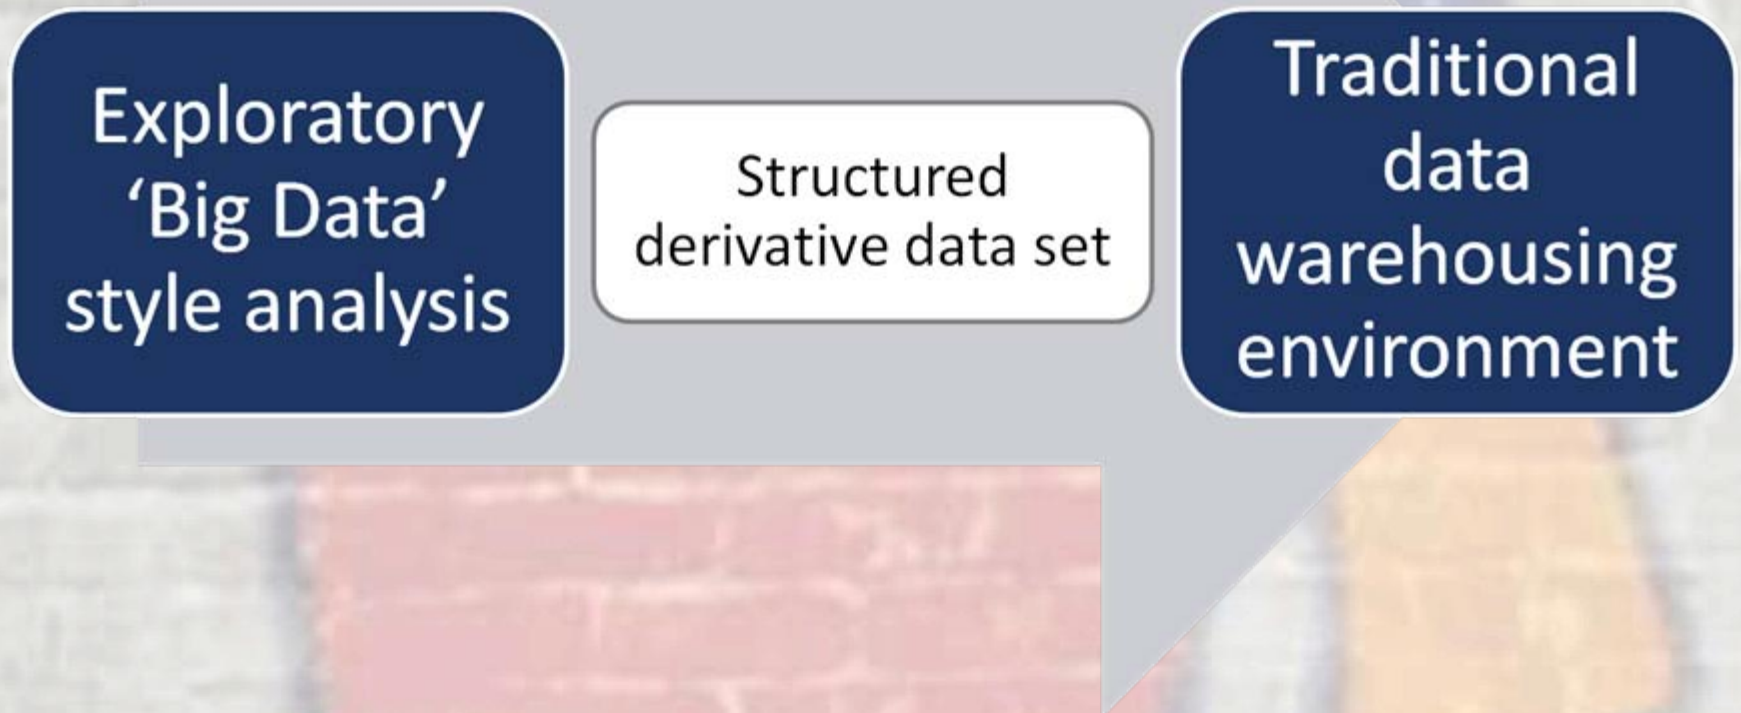 Exploratory
‘Big Data’
style analysis
Structured
derivative data set
Traditional
data
warehousing
environment